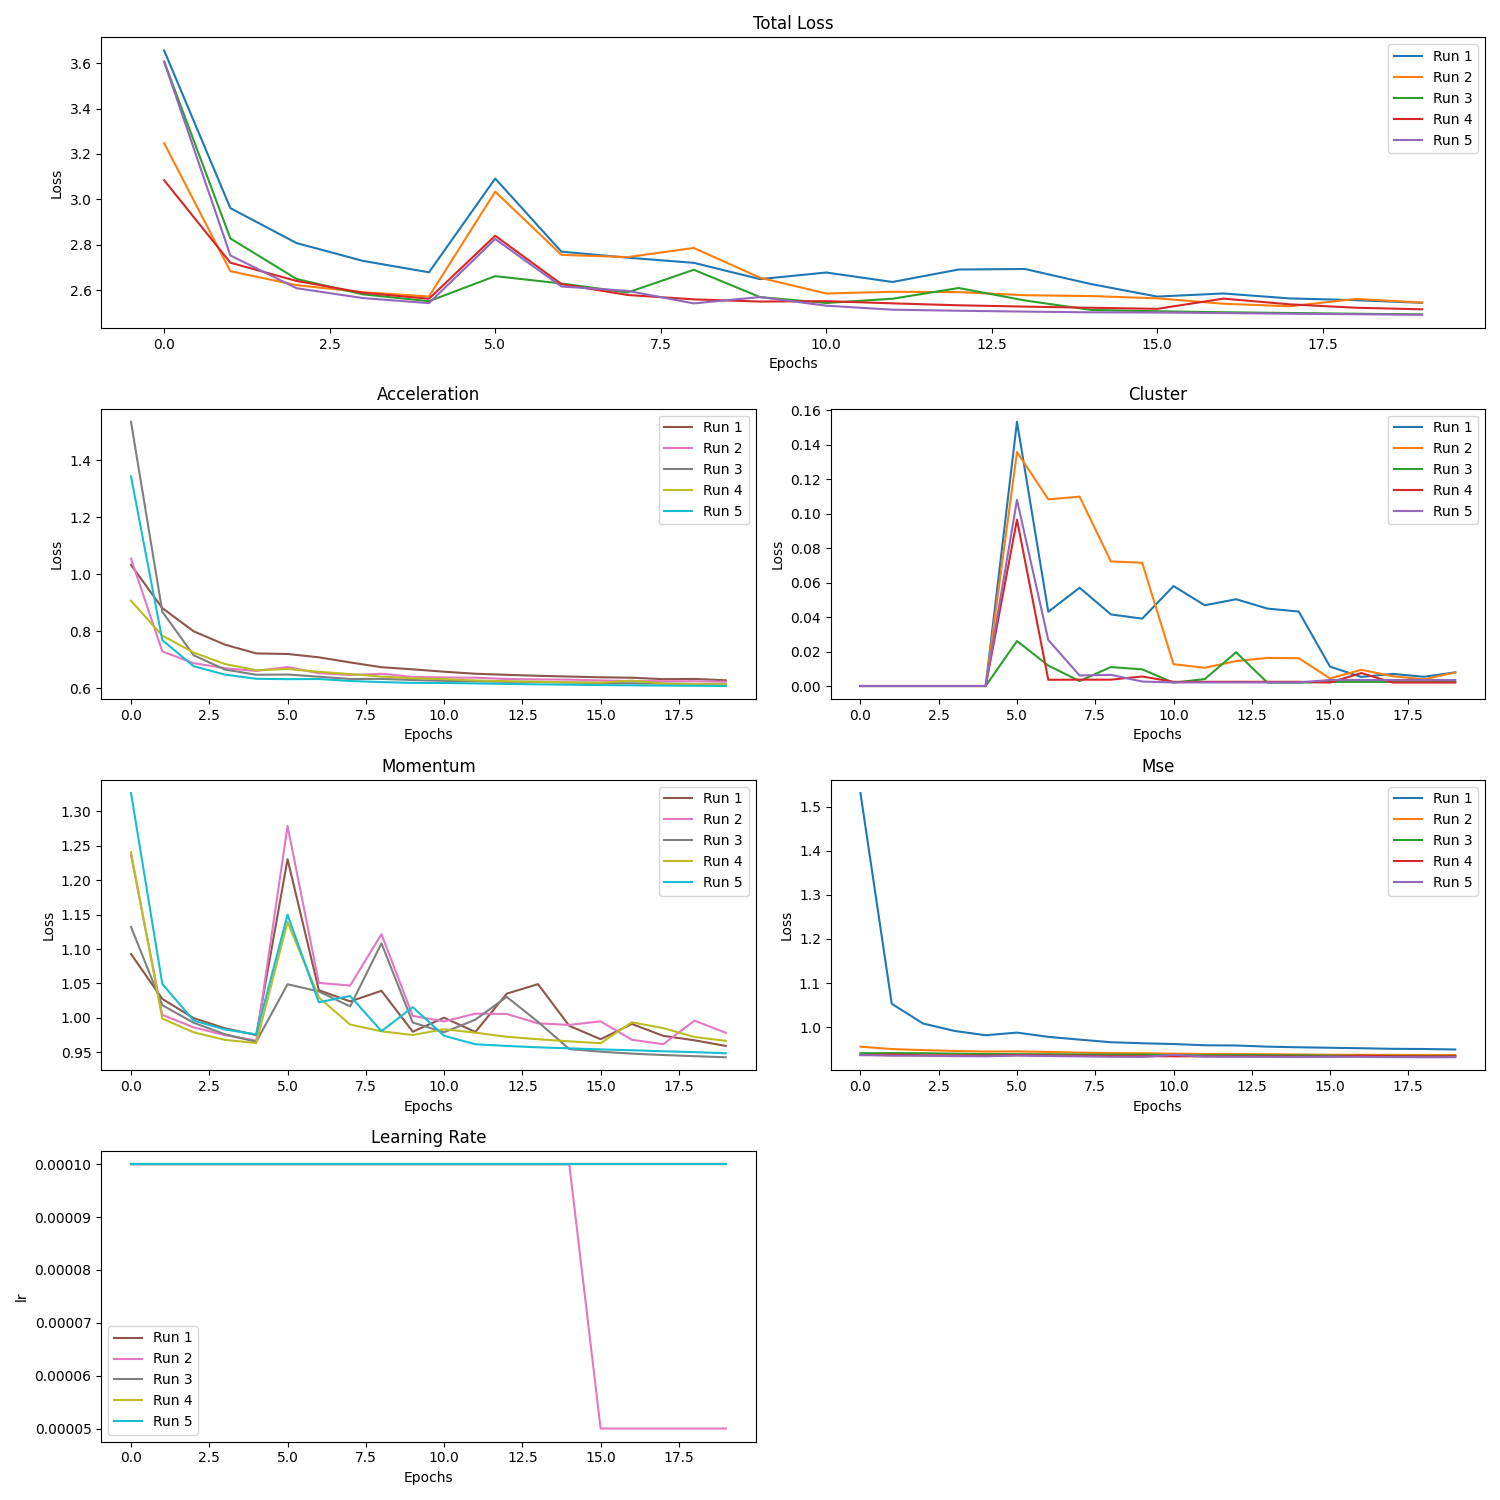 Total Loss
3.6
3.4
3.2
3.0
2.8
2.6
Loss
0.0 2.5 5.0 7.5 10.0 12.5 15.0 17.5
Epochs
Run 1
Run 2
Run 3
Run 4
Run 5
Acceleration
1.4
1.2
1.0
0.8
0.6
Loss
0.0 2.5 5.0 7.5 10.0 12.5 15.0 17.5
Epochs
Run 1
Run 2
Run 3
Run 4
Run 5
Cluster
0.16
0.14
0.12
0.10
0.08
0.06
0.04
0.02
0.00
Loss
0.0 2.5 5.0 7.5 10.0 12.5 15.0 17.5
Epochs
Run 1
Run 2
Run 3
Run 4
Run 5
Momentum
1.30
1.25
1.20
1.15
1.10
1.05
1.00
0.95
Loss
0.0 2.5 5.0 7.5 10.0 12.5 15.0 17.5
Epochs
Run 1
Run 2
Run 3
Run 4
Run 5
Mse
1.5
1.4
1.3
1.2
1.1
1.0
Loss
0.0 2.5 5.0 7.5 10.0 12.5 15.0 17.5
Epochs
Run 1
Run 2
Run 3
Run 4
Run 5
Learning Rate
0.00010
0.00009
0.00008
0.00007
0.00006
0.00005
lr
0.0 2.5 5.0 7.5 10.0 12.5 15.0 17.5
Epochs
Run 1
Run 2
Run 3
Run 4
Run 5